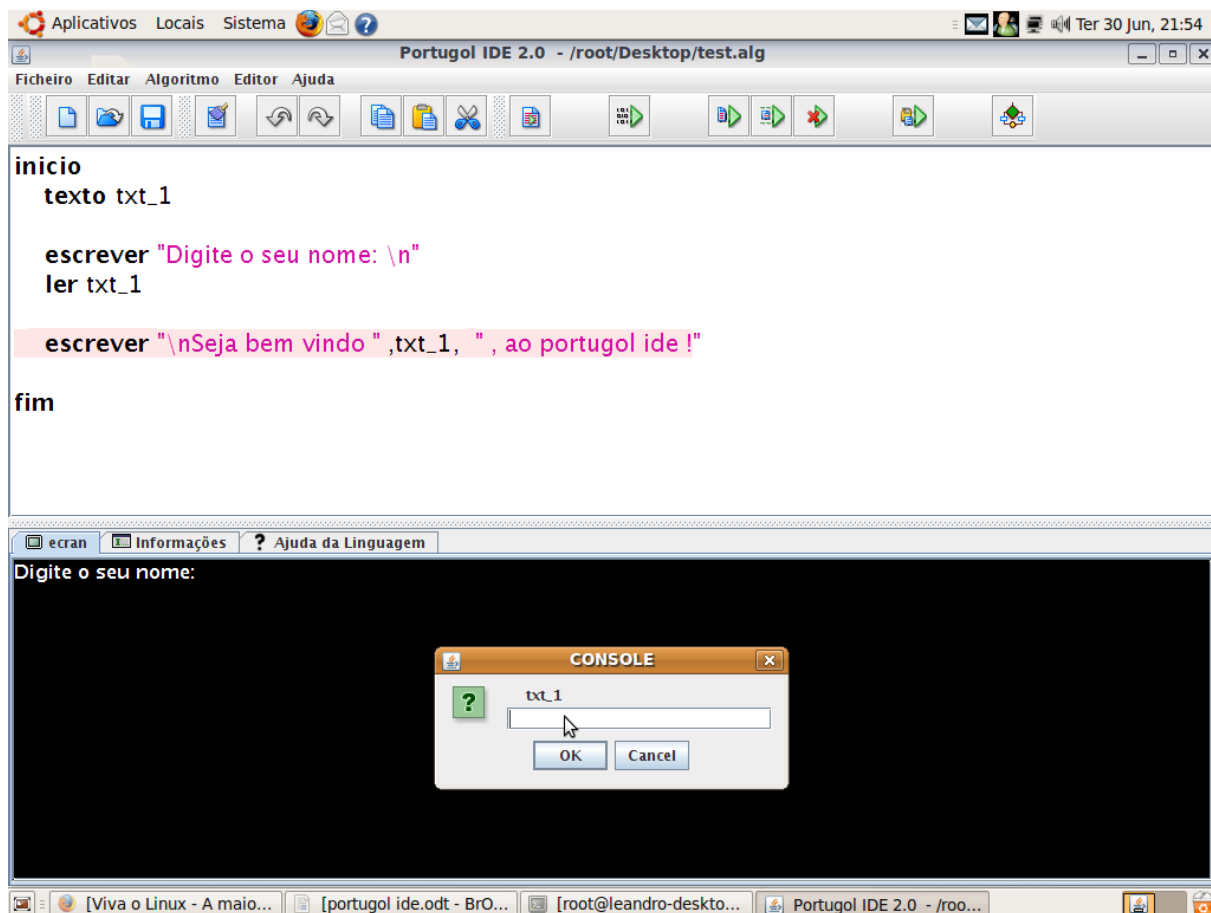 Aplicativos Locais Sistema Ter 30 Jun, 21:54
Portugol IDE 2.0 - /root/Desktop/test.alg
Ficheiro Editar Algoritmo Editor Ajuda
inicio
texto txt_1
escrever "Digite o seu nome: \n"
ler txt_1
escrever "\nSeja bem vindo " ,txt_1, " , ao portugol ide !"
fim
ecran Informações ? Ajuda da Linguagem
Digite o seu nome:
CONSOLE
? txt_1
OK Cancel
[Viva o Linux - A maio... [portugol ide.odt - BrO... [root@leandro-deskto... Portugol IDE 2.0 - /roo...